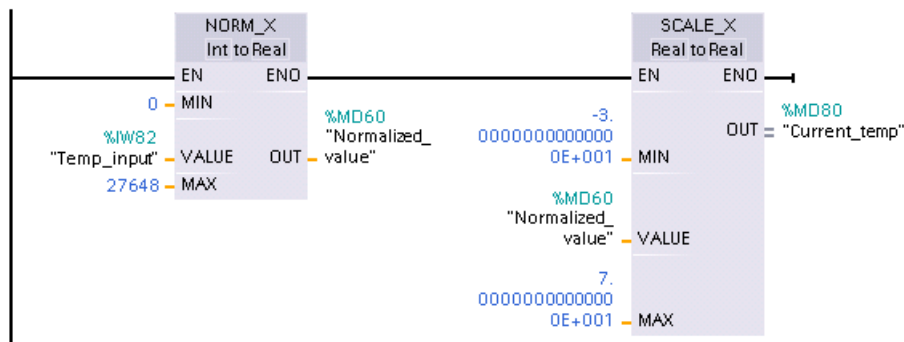 NORM_X
Int to Real
EN ENO
0 MIN
%IW82
"Temp_input" VALUE
27648 MAX
%MD60
"Normalized_
OUT value"
SCALE_X
Real to Real
EN ENO
-3.
0000000000000
0E+001 MIN
%MD60
"Normalized_
value" VALUE
7.
0000000000000
0E+001 MAX
%MD80
OUT "Current_temp"